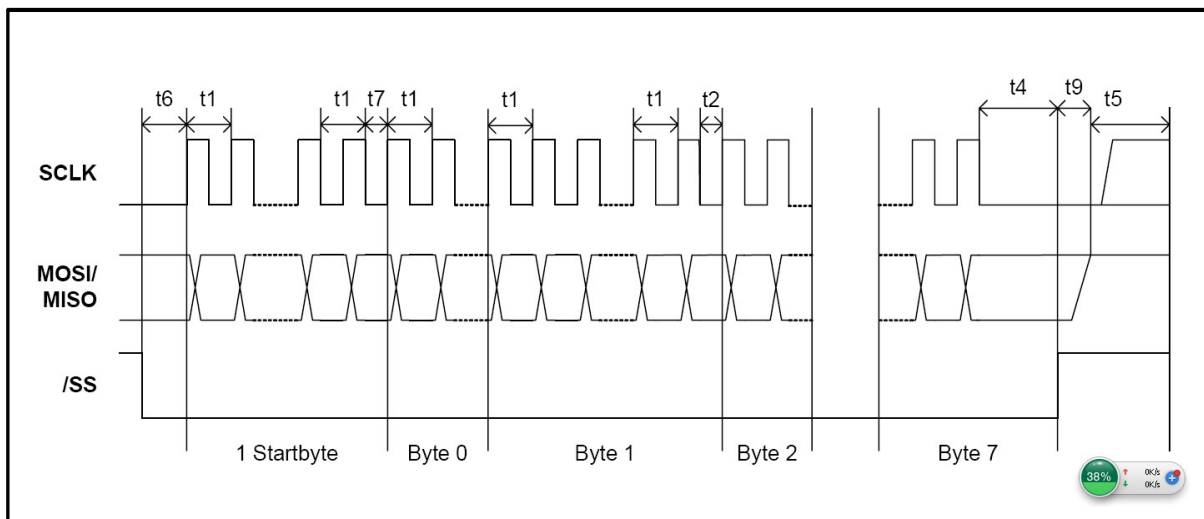 t6 t1 t1 t7 t1 t1 t1 t2 t4 t9 t5
SCLK
MOSI/
MISO
/SS
1 Startbyte Byte 0 Byte 1 Byte 2 Byte 7
38% 0K/s
0K/s